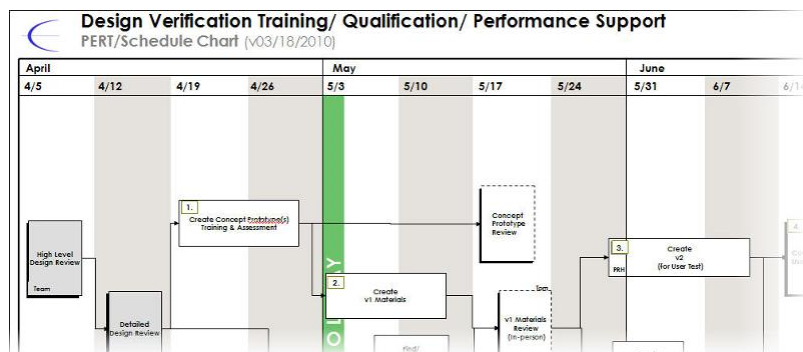 Design Verification Training/ Qualification/ Performance Support
PERT/Schedule Chart (v03/18/2010)
April May June
4/5 4/12 4/19 4/26 5/3 5/10 5/17 5/24 5/31 6/7
1.
Create Concept Prototype(s)
Training & Assessment
Concept
Prototype
Review
High Level
Design Review
Team
3.
Create
v2
(for User Test)
PRH
2.
Create
v1 Materials
Detailed
Design Review
v1 Materials
Review
(in-person)
4.